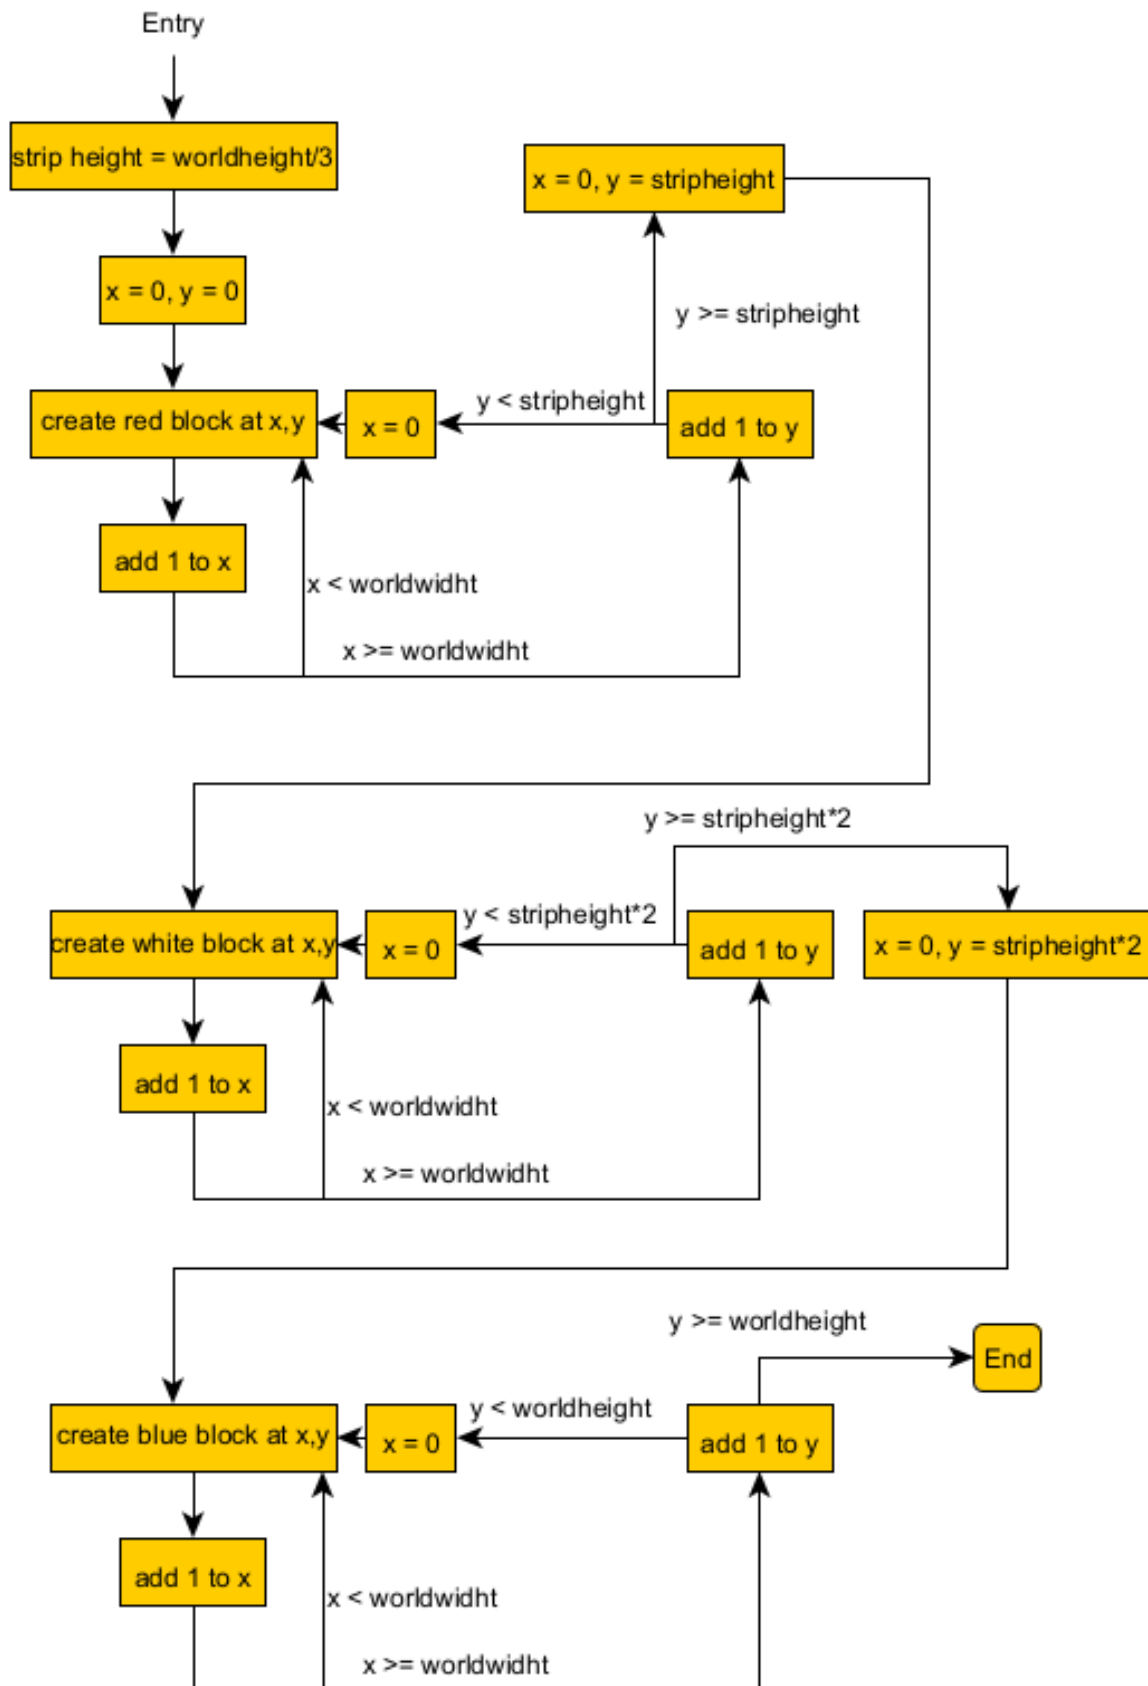 Entry
strip height = worldheight/3
x = 0, y = stripheight
x = 0, y = 0
y >= stripheight
create red block at x,y
x = 0
y < stripheight
add 1 to y
add 1 to x
x < worldwidht
x >= worldwidht
y >= stripheight*2
create white block at x,y
x = 0
y < stripheight*2
add 1 to y
x = 0, y = stripheight*2
add 1 to x
x < worldwidht
x >= worldwidht
y >= worldheight
End
create blue block at x,y
x = 0
y < worldheight
add 1 to y
add 1 to x
x < worldwidht
x >= worldwidht